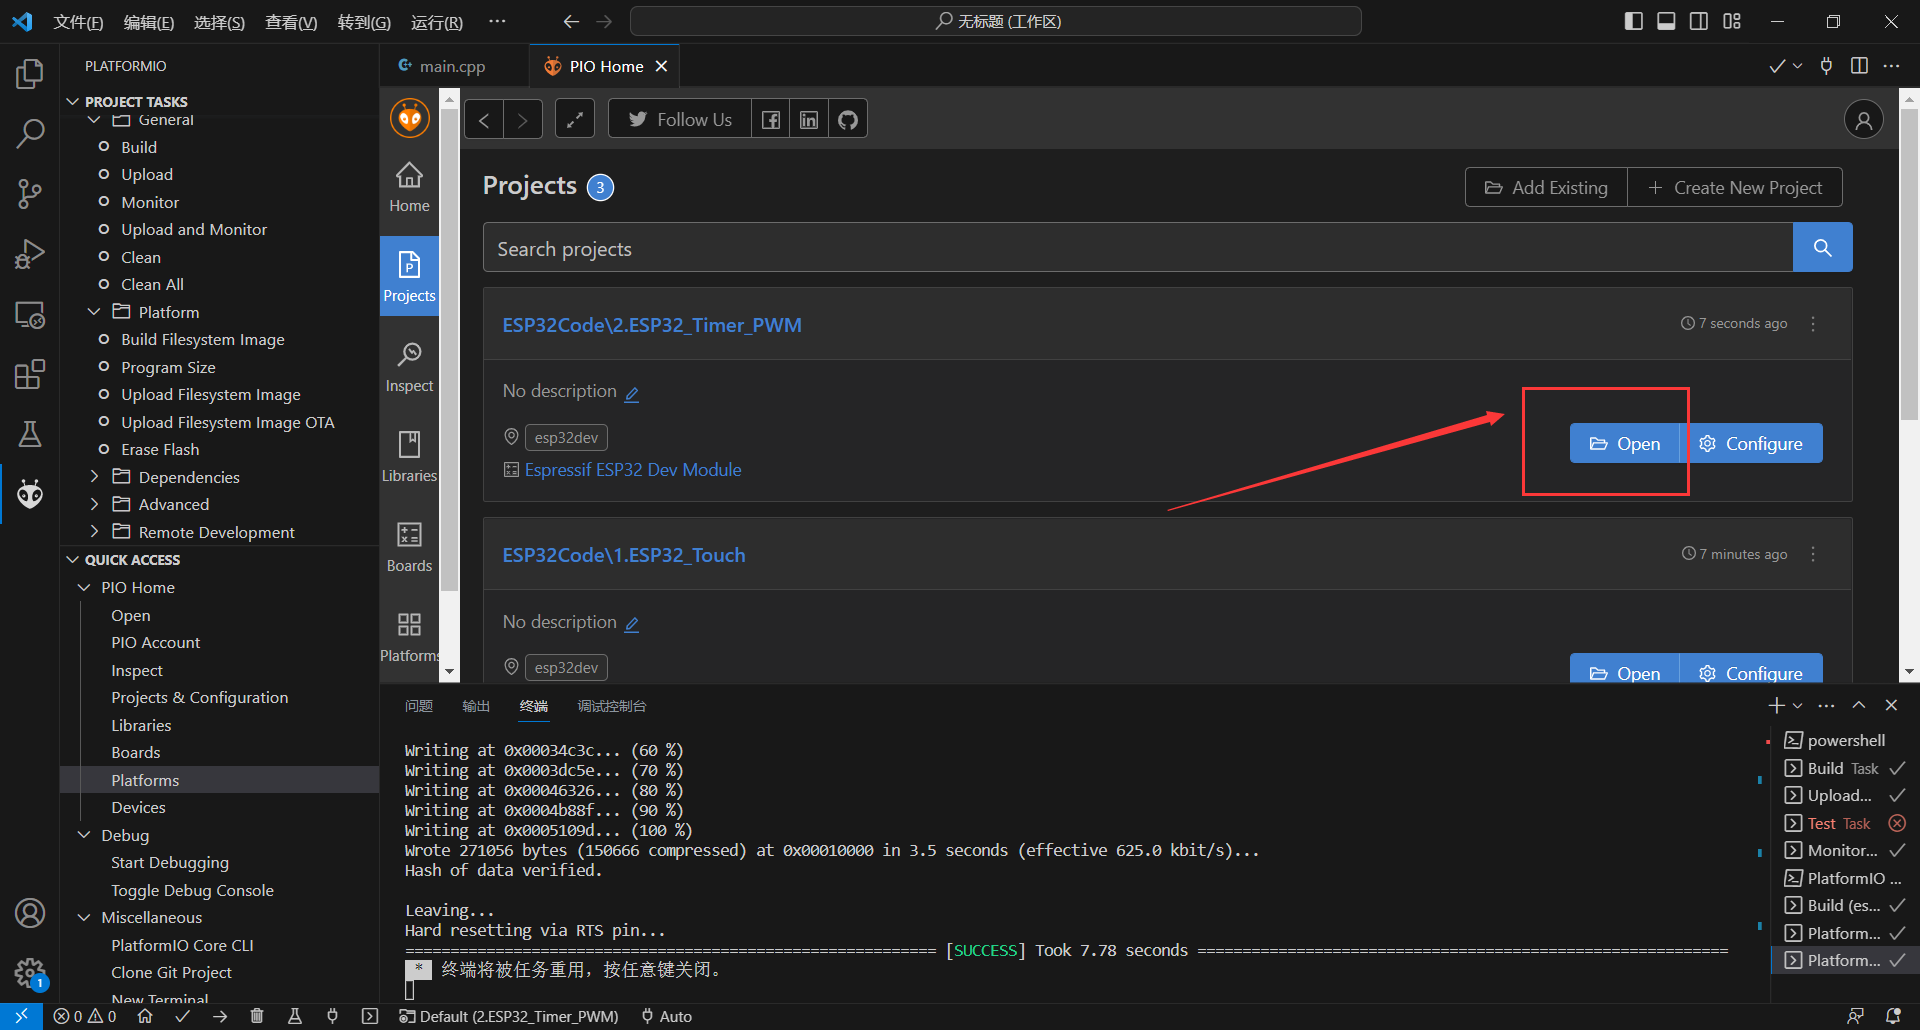 文件(F) 编辑(E) 选择(S) 查看(V) 转到(G) 运行(R) ··· 无标题 (工作区)
PLATFORMIO
PROJECT TASKS
General
Build
Upload
Monitor
Upload and Monitor
Clean
Clean All
Platform
Build Filesystem Image
Program Size
Upload Filesystem Image
Upload Filesystem Image OTA
Erase Flash
Dependencies
Advanced
Remote Development
QUICK ACCESS
PIO Home
Open
PIO Account
Inspect
Projects & Configuration
Libraries
Boards
Platforms
Devices
Debug
Start Debugging
Toggle Debug Console
Miscellaneous
PlatformIO Core CLI
Clone Git Project
New Terminal
main.cpp PIO Home
Home
Projects
Inspect
Libraries
Boards
Platforms
Follow Us
Projects 3
Add Existing
Create New Project
Search projects
ESP32Code\2.ESP32_Timer_PWM
7 seconds ago
No description
esp32dev
Espressif ESP32 Dev Module
Open Configure
ESP32Code\1.ESP32_Touch
7 minutes ago
No description
esp32dev
Open Configure
问题 输出 终端 调试控制台
Writing at 0x00034c3c... (60 %)
Writing at 0x0003dc5e... (70 %)
Writing at 0x00046326... (80 %)
Writing at 0x0004b88f... (90 %)
Writing at 0x0005109d... (100 %)
Wrote 271056 bytes (150666 compressed) at 0x00010000 in 3.5 seconds (effective 625.0 kbit/s)...
Hash of data verified.
Leaving...
Hard resetting via RTS pin...
=========================================================== [SUCCESS] Took 7.78 seconds ===========================================================
* 终端将被任务重用，按任意键关闭。
powershell
Build Task
Upload...
Test Task
Monitor...
PlatformIO ...
Build (es...
Platform...
Platform...
1
0 0 Default (2.ESP32_Timer_PWM) Auto